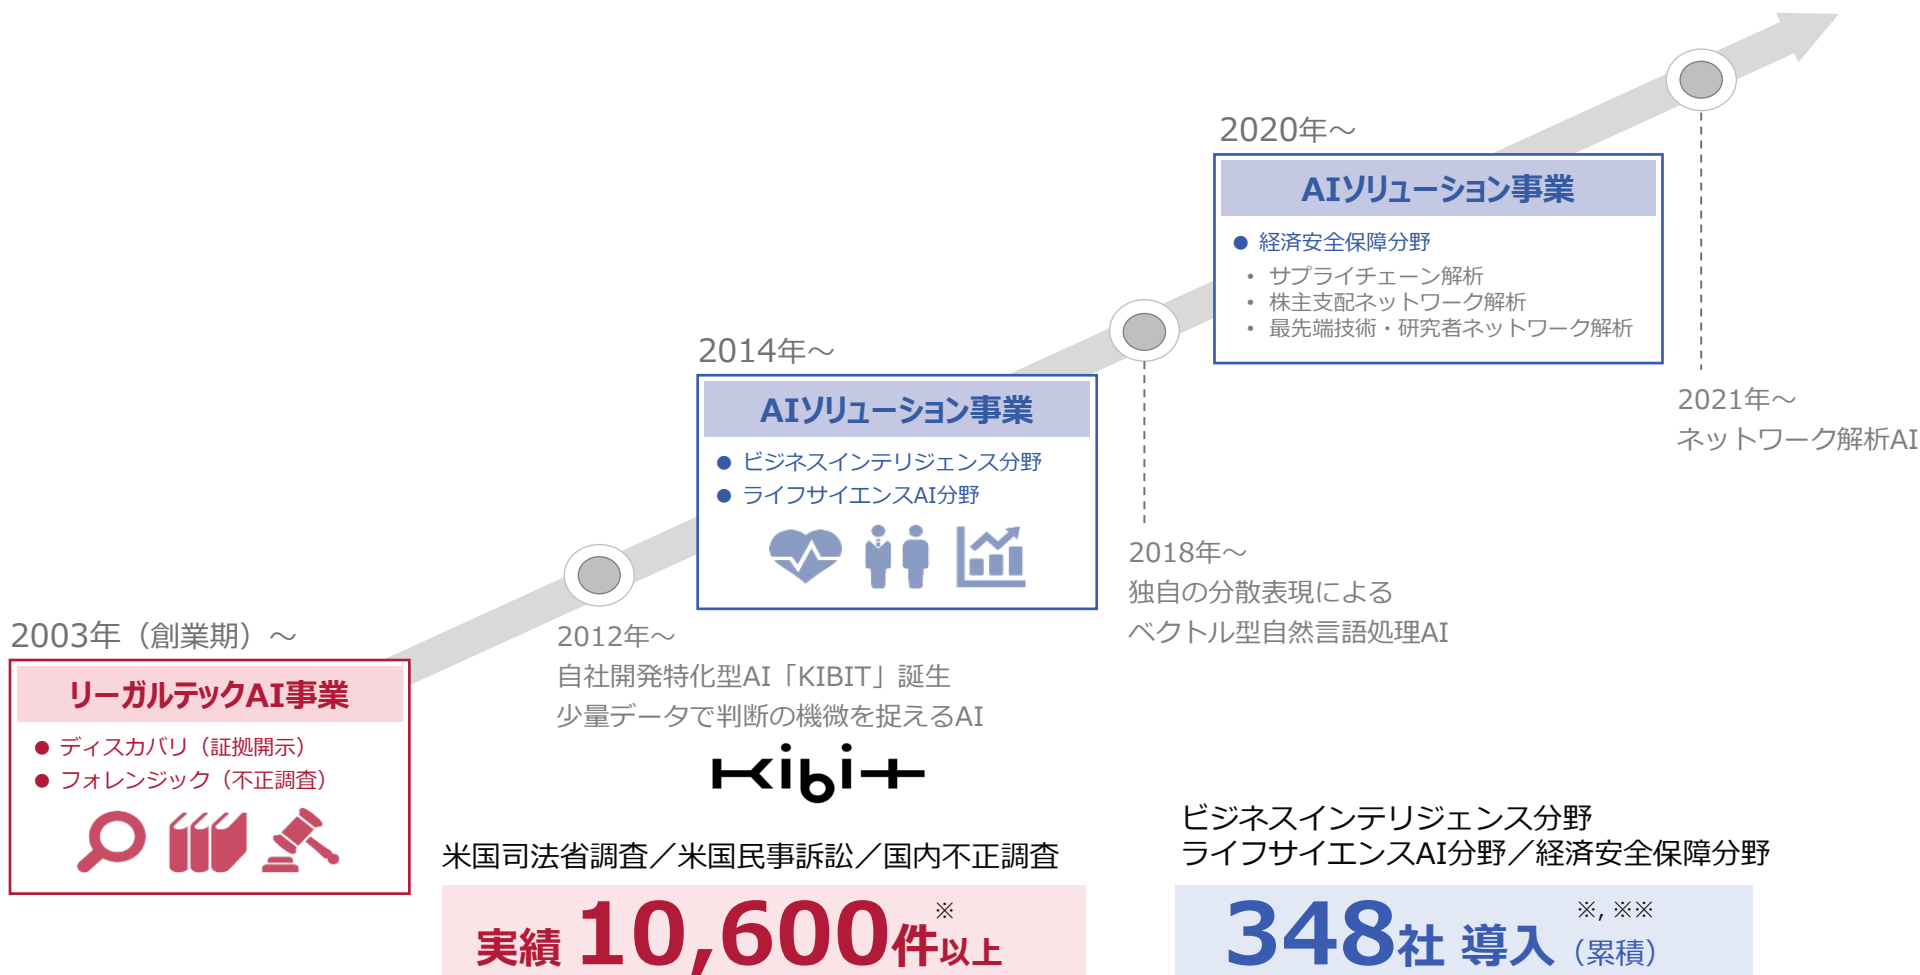 2003年（創業期）～
リーガルテックAI事業
● ディスカバリ（証拠開示）
● フォレンジック（不正調査）
2012年～
自社開発特化型AI「KIBIT」誕生
少量データで判断の機微を捉えるAI
kibit
2014年～
AIソリューション事業
● ビジネスインテリジェンス分野
● ライフサイエンスAI分野
2018年～
独自の分散表現による
ベクトル型自然言語処理AI
2020年～
AIソリューション事業
● 経済安全保障分野
• サプライチェーン解析
• 株主支配ネットワーク解析
• 最先端技術・研究者ネットワーク解析
2021年～
ネットワーク解析AI
米国司法省調査／米国民事訴訟／国内不正調査
実績 10,600件以上※
ビジネスインテリジェンス分野
ライフサイエンスAI分野／経済安全保障分野
348社 導入（累積）※, ※※